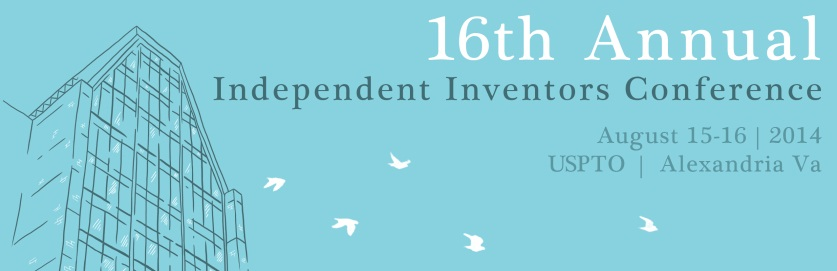 16th Annual
Independent Inventors Conference
August 15-16 | 2014
USPTO | Alexandria Va